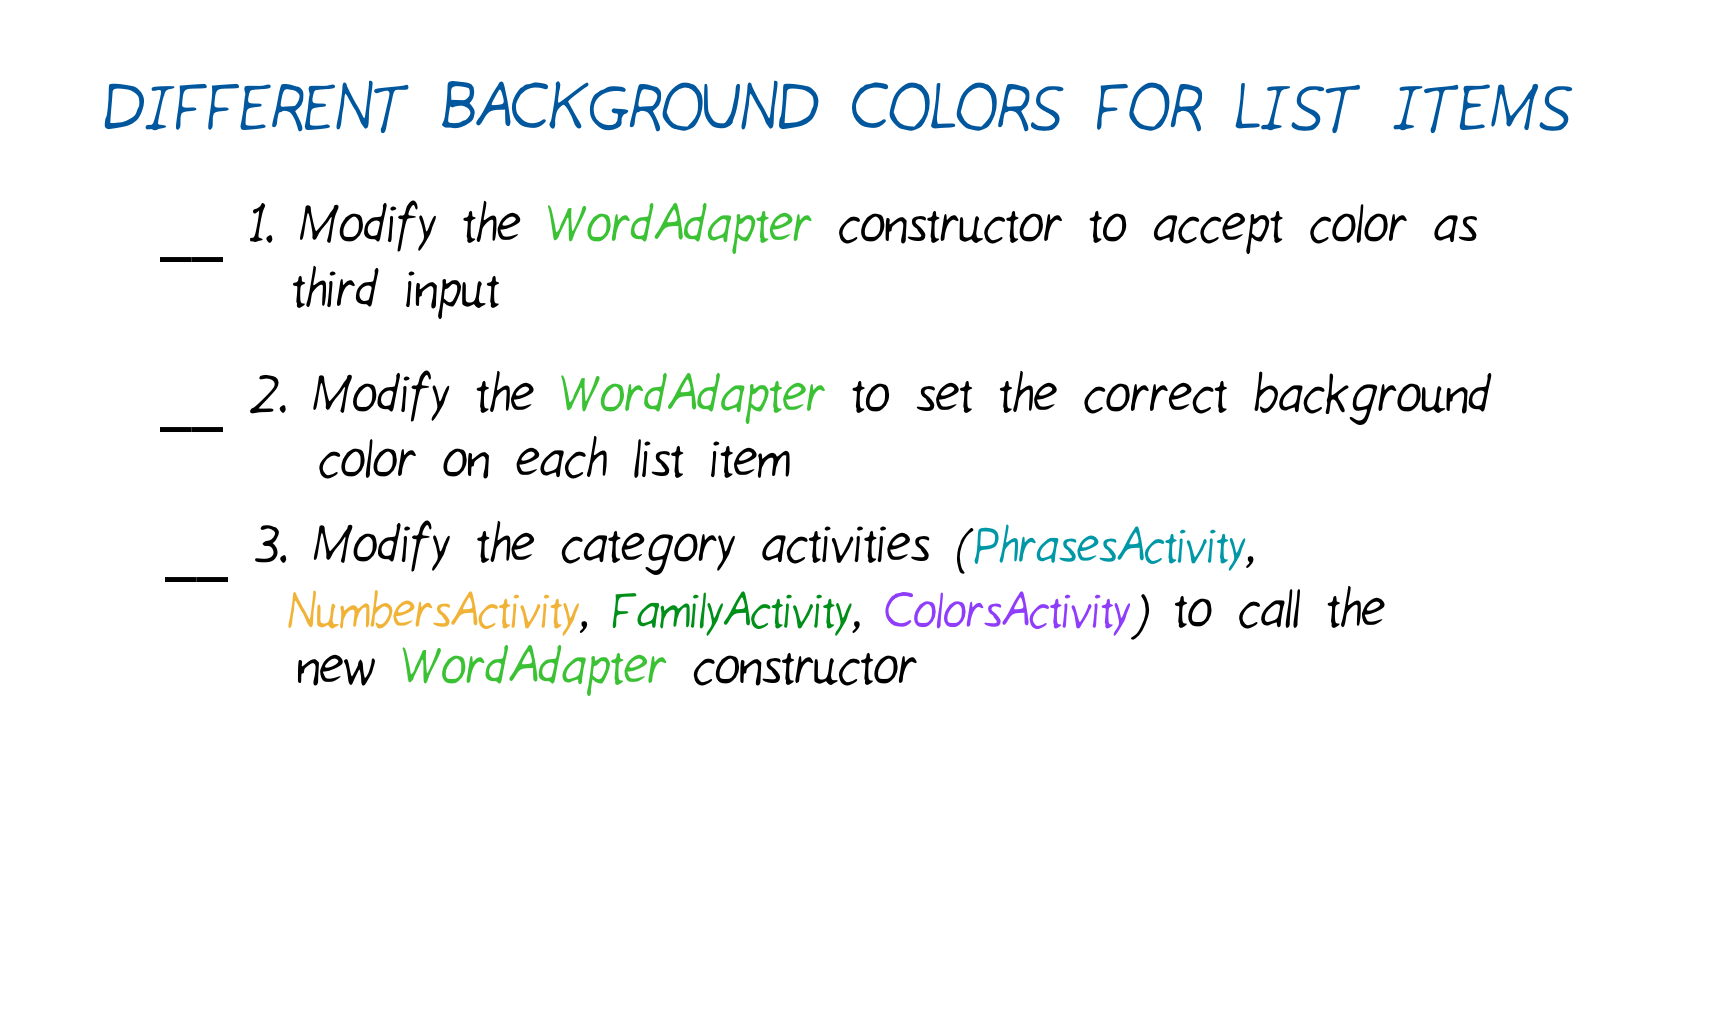 DIFFERENT BACKGROUND COLORS FOR LIST ITEMS
__ 1. Modify the WordAdapter constructor to accept color as
third input
__ 2. Modify the WordAdapter to set the correct background
color on each list item
__ 3. Modify the category activities (PhrasesActivity,
NumbersActivity, FamilyActivity, ColorsActivity) to call the
new WordAdapter constructor